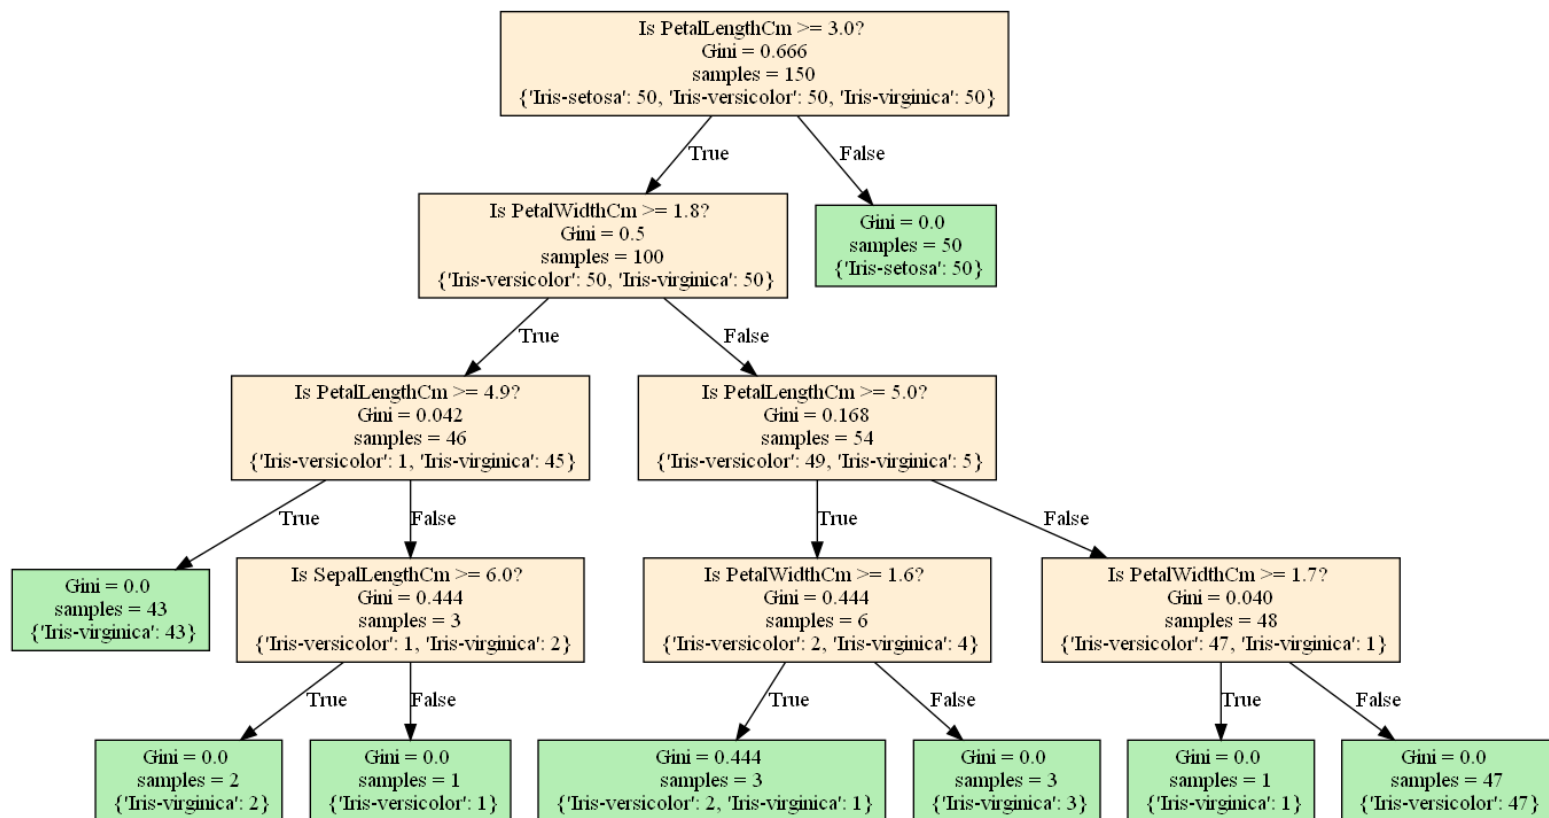 Is PetalLengthCm >= 3.0?
Gini = 0.666
samples = 150
{'Iris-setosa': 50, 'Iris-versicolor': 50, 'Iris-virginica': 50}
True
False
Is PetalWidthCm >= 1.8?
Gini = 0.5
samples = 100
{'Iris-versicolor': 50, 'Iris-virginica': 50}
Gini = 0.0
samples = 50
{'Iris-setosa': 50}
True
False
Is PetalLengthCm >= 4.9?
Gini = 0.042
samples = 46
{'Iris-versicolor': 1, 'Iris-virginica': 45}
Is PetalLengthCm >= 5.0?
Gini = 0.168
samples = 54
{'Iris-versicolor': 49, 'Iris-virginica': 5}
True
False
True
False
Gini = 0.0
samples = 43
{'Iris-virginica': 43}
Is SepalLengthCm >= 6.0?
Gini = 0.444
samples = 3
{'Iris-versicolor': 1, 'Iris-virginica': 2}
Is PetalWidthCm >= 1.6?
Gini = 0.444
samples = 6
{'Iris-versicolor': 2, 'Iris-virginica': 4}
Is PetalWidthCm >= 1.7?
Gini = 0.040
samples = 48
{'Iris-versicolor': 47, 'Iris-virginica': 1}
True
False
True
False
True
False
Gini = 0.0
samples = 2
{'Iris-virginica': 2}
Gini = 0.0
samples = 1
{'Iris-versicolor': 1}
Gini = 0.444
samples = 3
{'Iris-versicolor': 2, 'Iris-virginica': 1}
Gini = 0.0
samples = 3
{'Iris-virginica': 3}
Gini = 0.0
samples = 1
{'Iris-virginica': 1}
Gini = 0.0
samples = 47
{'Iris-versicolor': 47}